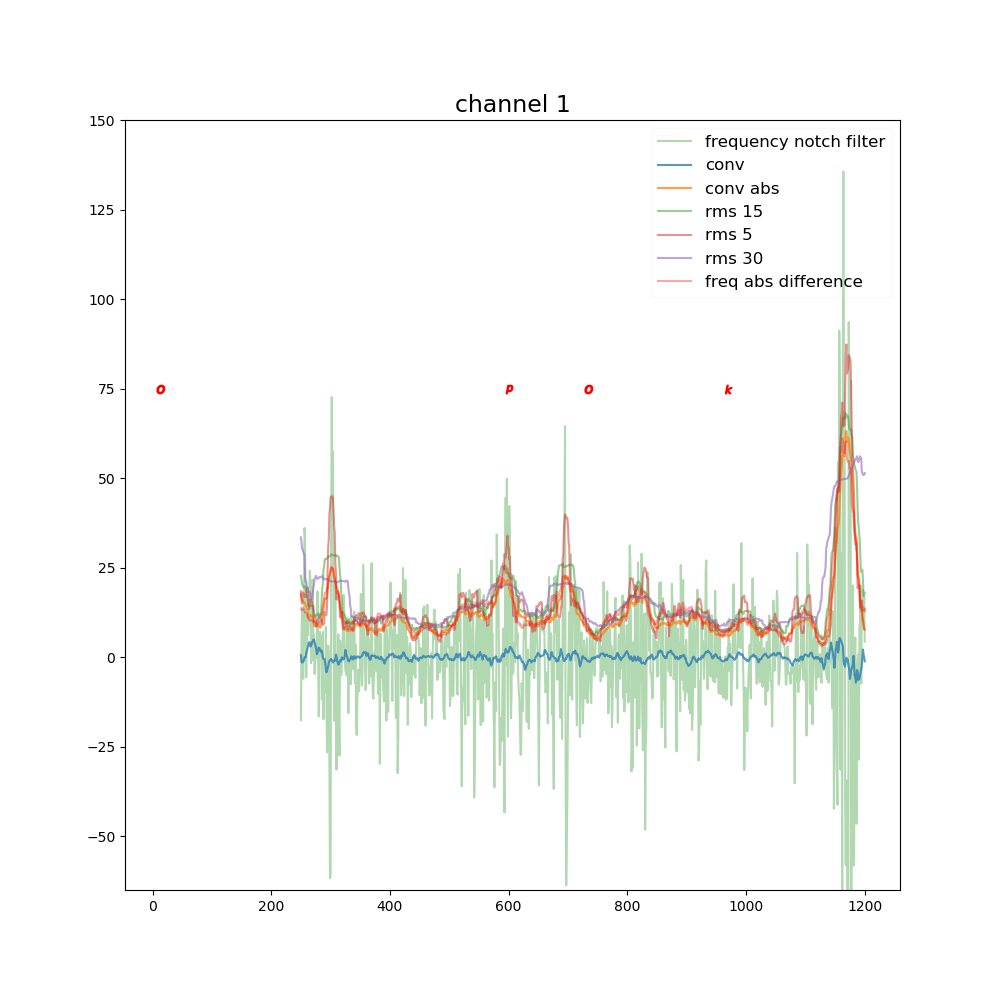 channel 1
150
frequency notch filter
conv
conv abs
rms 15
rms 5
rms 30
freq abs difference
125
100
75
O p O k
50
25
0
−25
−50
0 200 400 600 800 1000 1200